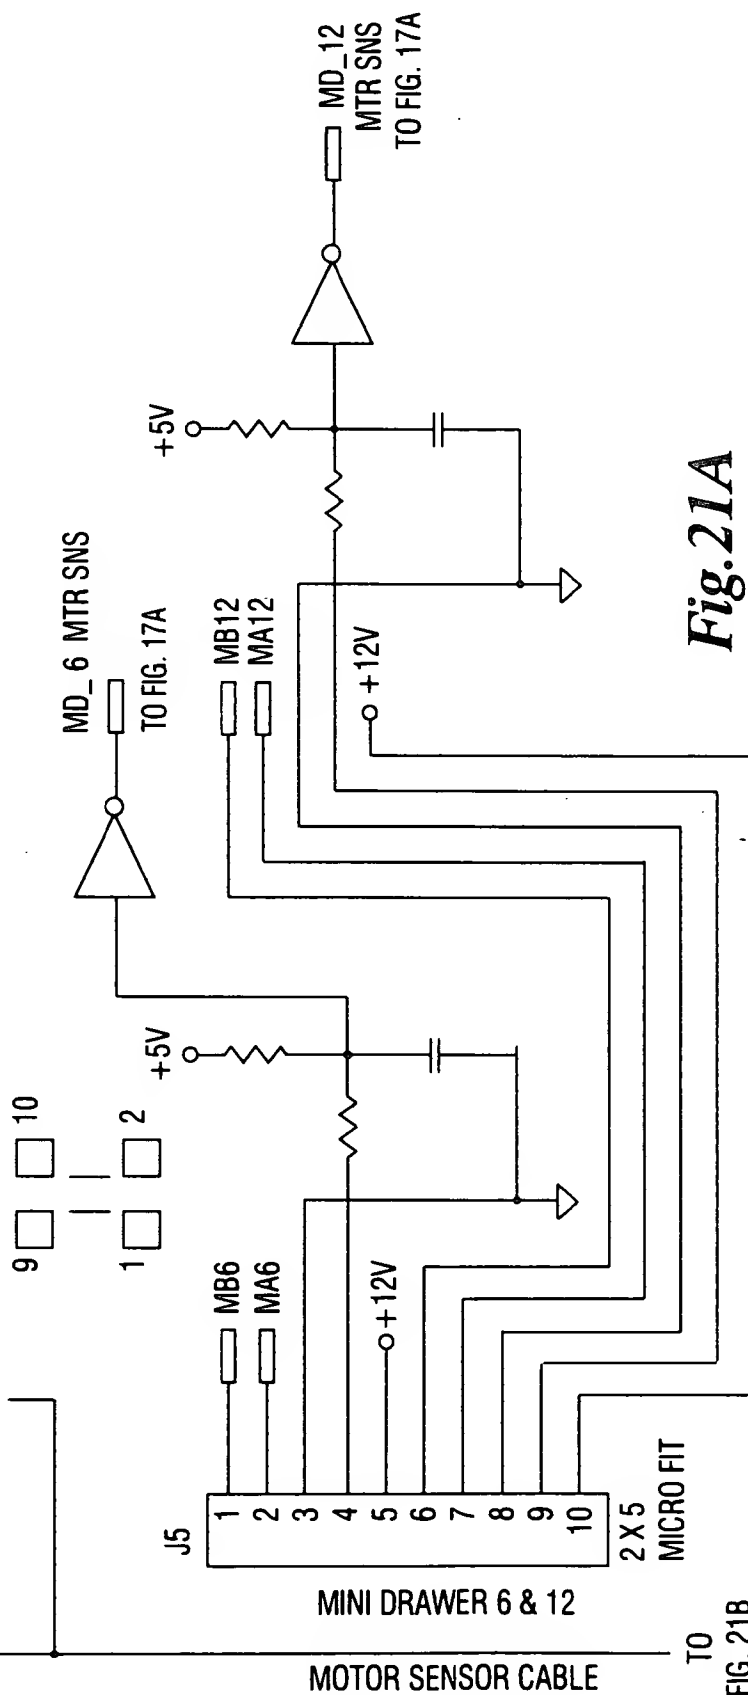 MD_12
MTR SNS
TO FIG. 17A
+5V
MD_6 MTR SNS
TO FIG. 17A
MB12
MA12
+12V
+5V
9
10
1
2
MB6
MA6
+12V
J5
1
2
3
4
5
6
7
8
9
10
2 X 5
MICRO FIT
MINI DRAWER 6 & 12
MOTOR SENSOR CABLE
TO
FIG. 21B
Fig.21A